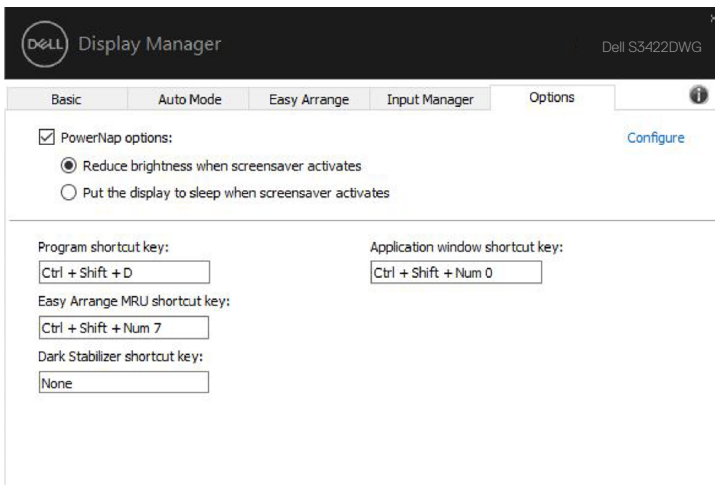 DELL
Display Manager
Dell S3422DWG
Basic
Auto Mode
Easy Arrange
Input Manager
Options
PowerNap options:
Configure
Reduce brightness when screensaver activates
Put the display to sleep when screensaver activates
Program shortcut key:
Application window shortcut key:
Ctrl + Shift + D
Ctrl + Shift + Num 0
Easy Arrange MRU shortcut key:
Ctrl + Shift + Num 7
Dark Stabilizer shortcut key:
None